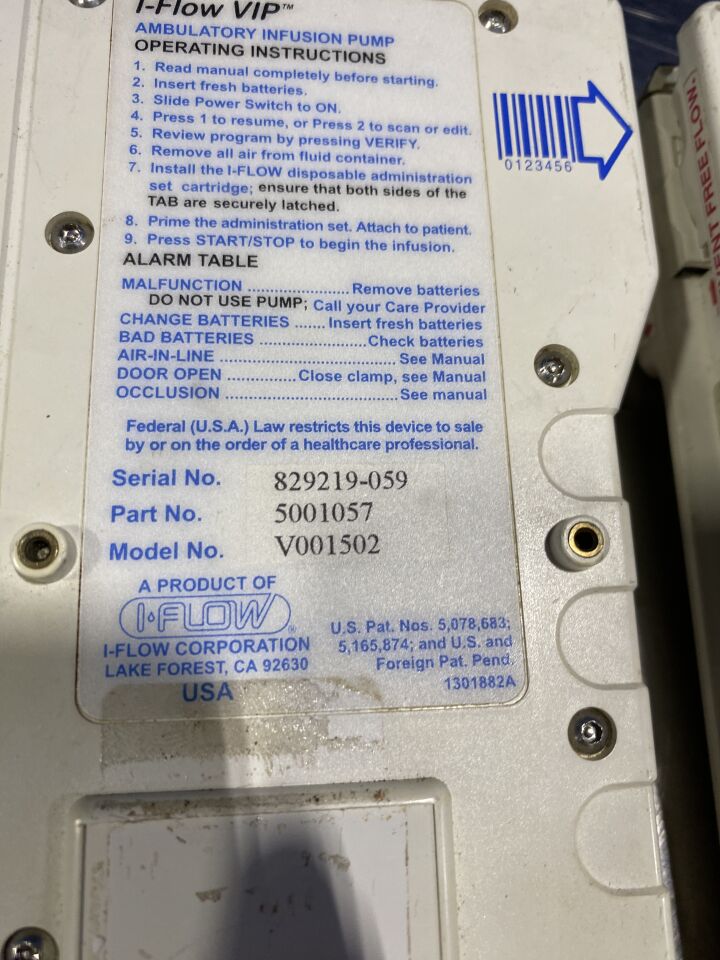 I-Flow VIP™
AMBULATORY INFUSION PUMP
OPERATING INSTRUCTIONS
1. Read manual completely before starting.
2. Insert fresh batteries.
3. Slide Power Switch to ON.
4. Press 1 to resume, or Press 2 to scan or edit.
5. Review program by pressing VERIFY.
6. Remove all air from fluid container.
7. Install the I-FLOW disposable administration
set cartridge; ensure that both sides of the
TAB are securely latched.
8. Prime the administration set. Attach to patient.
9. Press START/STOP to begin the infusion.
ALARM TABLE
MALFUNCTION ........................ Remove batteries
DO NOT USE PUMP; Call your Care Provider
CHANGE BATTERIES ....... Insert fresh batteries
BAD BATTERIES ........................ Check batteries
AIR-IN-LINE ........................................ See Manual
DOOR OPEN ............... Close clamp, see Manual
OCCLUSION ........................................ See manual
Federal (U.S.A.) Law restricts this device to sale
by or on the order of a healthcare professional.
Serial No. 829219-059
Part No. 5001057
Model No. V001502
A PRODUCT OF
I-FLOW®
I-FLOW CORPORATION
LAKE FOREST, CA 92630
USA
U.S. Pat. Nos. 5,078,683;
5,165,874; and U.S. and
Foreign Pat. Pend.
1301882A
0123456
FREE FLOW.